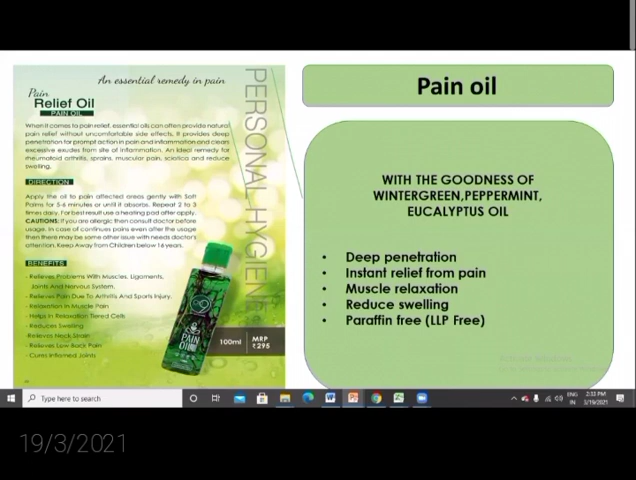 An essential remedy in pain
Pain
Relief Oil
PAIN OIL
When it comes to pain relief, essential oils can often provide natural
pain relief without uncomfortable side effects. It provides deep
penetration for prompt action in pain and inflammation and clears
excessive exudes from site of Inflammation. An ideal remedy for
rheumatoid arthritis, sprains, muscular pain, sciatica and reduce
swelling.
DIRECTION
Apply the oil to pain affected areas gently with Soft
Palms for 5-6 minutes or until it absorbs. Repeat 2 to 3
times daily. For best result use a heating pad after apply.
CAUTIONS: If you are allergic then consult doctor before
usage. In case of continues pains even after the usage
then there may be some other issue with needs doctor's
attention. Keep Away from Children below 16 years.
BENEFITS
- Relieves Problems With Muscles, Ligaments,
Joints And Nervous System.
- Relieves Pain Due To Arthritis And Sports Injury.
- Relaxation In Muscle Pain
- Helps In Relaxation Tiered Cells
- Reduces Swelling
-Relieves Neck Strain
- Relieves Low Back Pain
- Cures Inflamed Joints
PERSONAL HYGIENE
PAIN
OIL
100ml
MRP
₹295
Pain oil
WITH THE GOODNESS OF
WINTERGREEN,PEPPERMINT,
EUCALYPTUS OIL
• Deep penetration
• Instant relief from pain
• Muscle relaxation
• Reduce swelling
• Paraffin free (LLP Free)
Type here to search
ENG
IN
2:33 PM
3/19/2021
19/3/2021